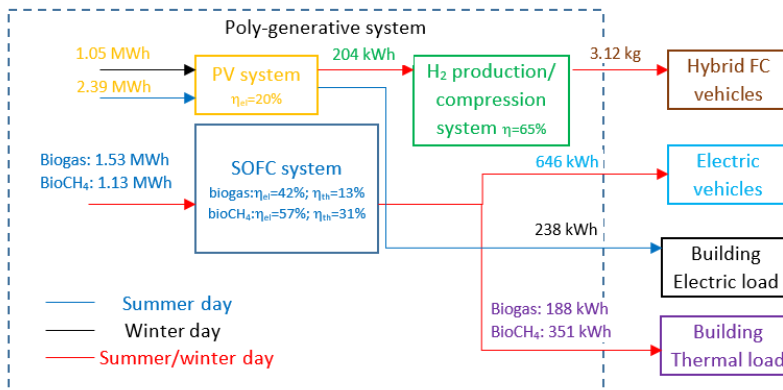 Poly-generative system
1.05 MWh
2.39 MWh
PV system
ηel=20%
204 kWh
H2 production/
compression
system η=65%
3.12 kg
Hybrid FC
vehicles
Biogas: 1.53 MWh
BioCH4: 1.13 MWh
SOFC system
biogas:ηel=42%; ηth=13%
bioCH4:ηel=57%; ηth=31%
646 kWh
Electric
vehicles
238 kWh
Building
Electric load
Biogas: 188 kWh
BioCH4: 351 kWh
Building
Thermal load
Summer day
Winter day
Summer/winter day